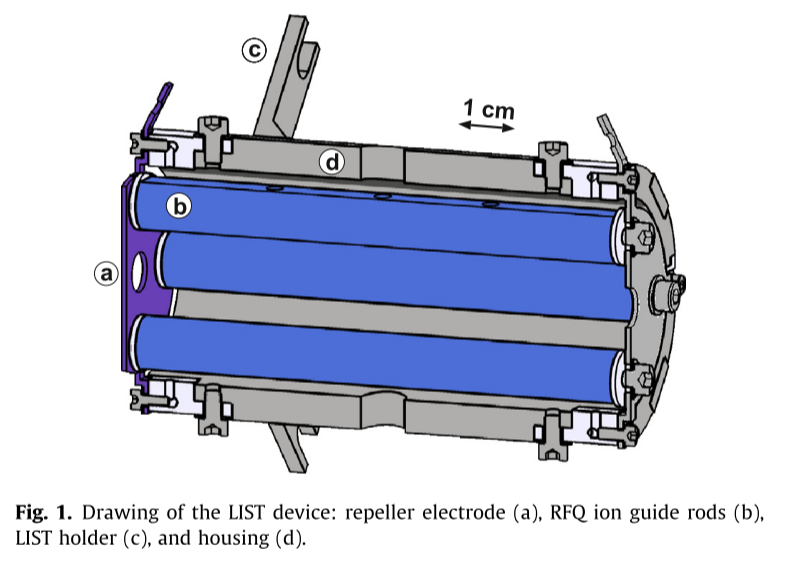 c
1 cm
d
b
a
Fig. 1. Drawing of the LIST device: repeller electrode (a), RFQ ion guide rods (b),
LIST holder (c), and housing (d).